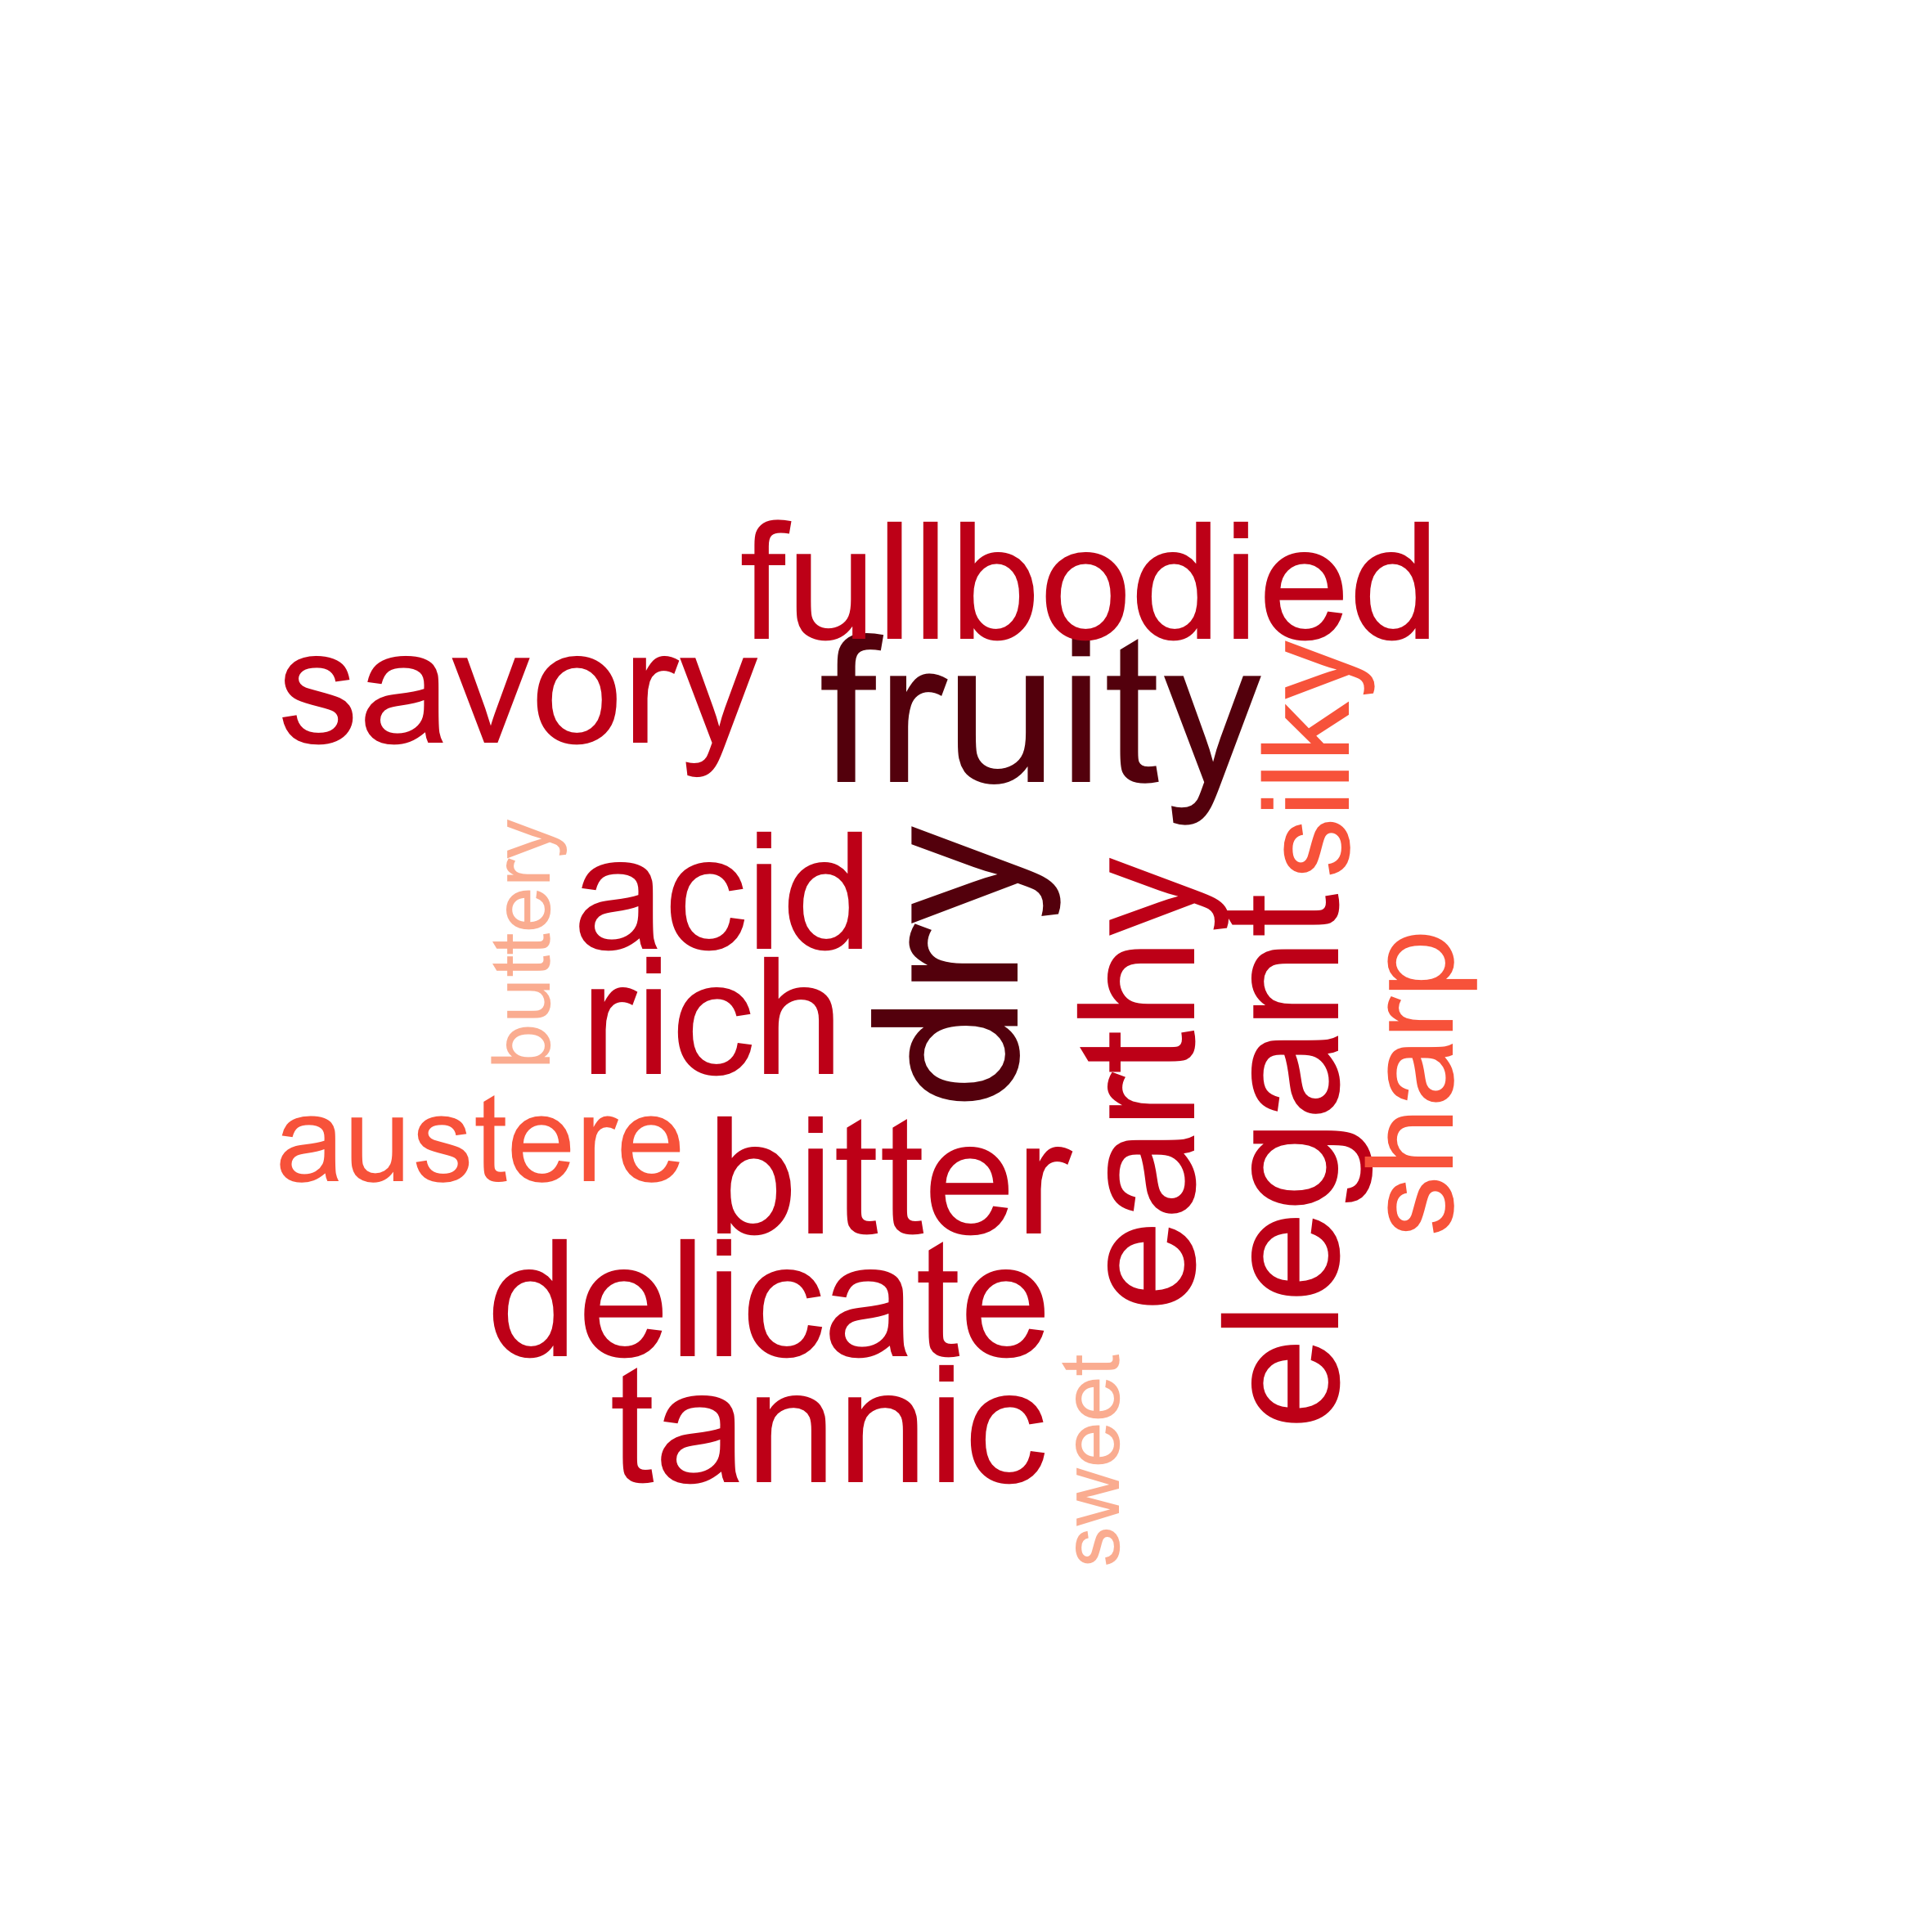 fullbodied
savory
fruity
silky
buttery
acid
dry
earthy
elegant
sharp
rich
austere
bitter
delicate
tannic
sweet